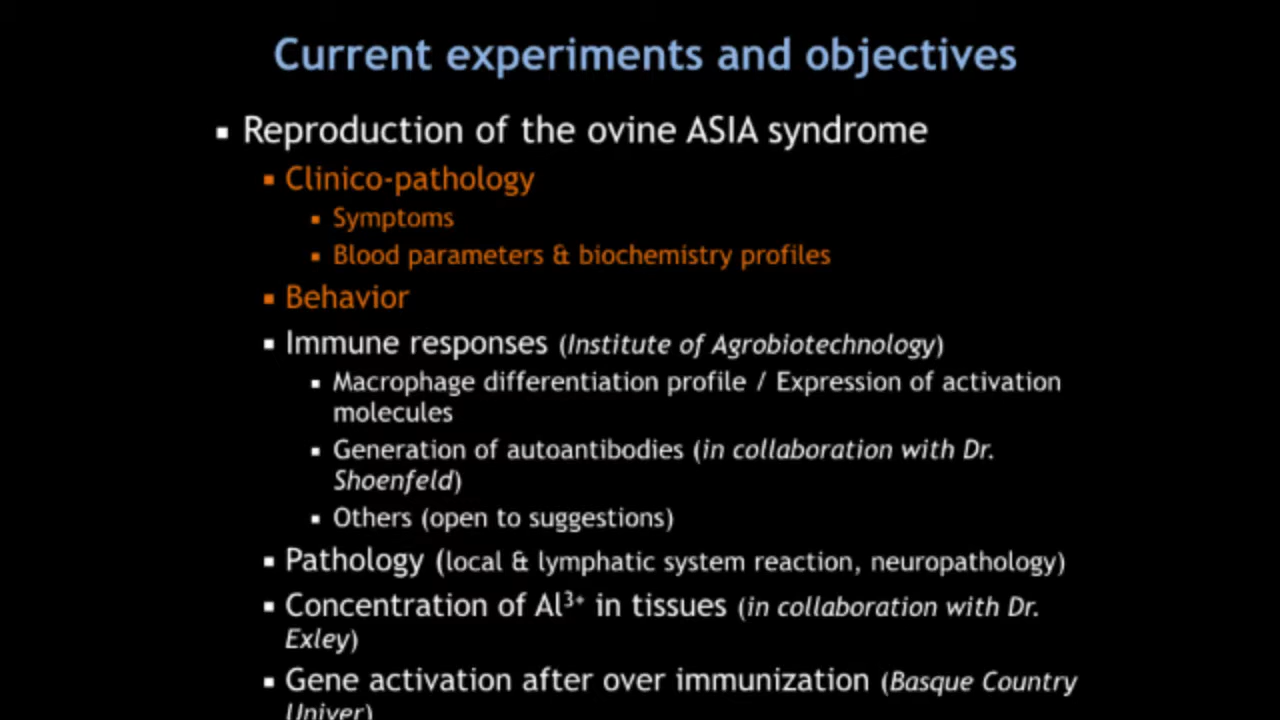 Current experiments and objectives
▪ Reproduction of the ovine ASIA syndrome
▪ Clinico-pathology
▪ Symptoms
▪ Blood parameters & biochemistry profiles
▪ Behavior
▪ Immune responses (Institute of Agrobiotechnology)
▪ Macrophage differentiation profile / Expression of activation
molecules
▪ Generation of autoantibodies (in collaboration with Dr.
Shoenfeld)
▪ Others (open to suggestions)
▪ Pathology (local & lymphatic system reaction, neuropathology)
▪ Concentration of Al³⁺ in tissues (in collaboration with Dr.
Exley)
▪ Gene activation after over immunization (Basque Country
Univer)